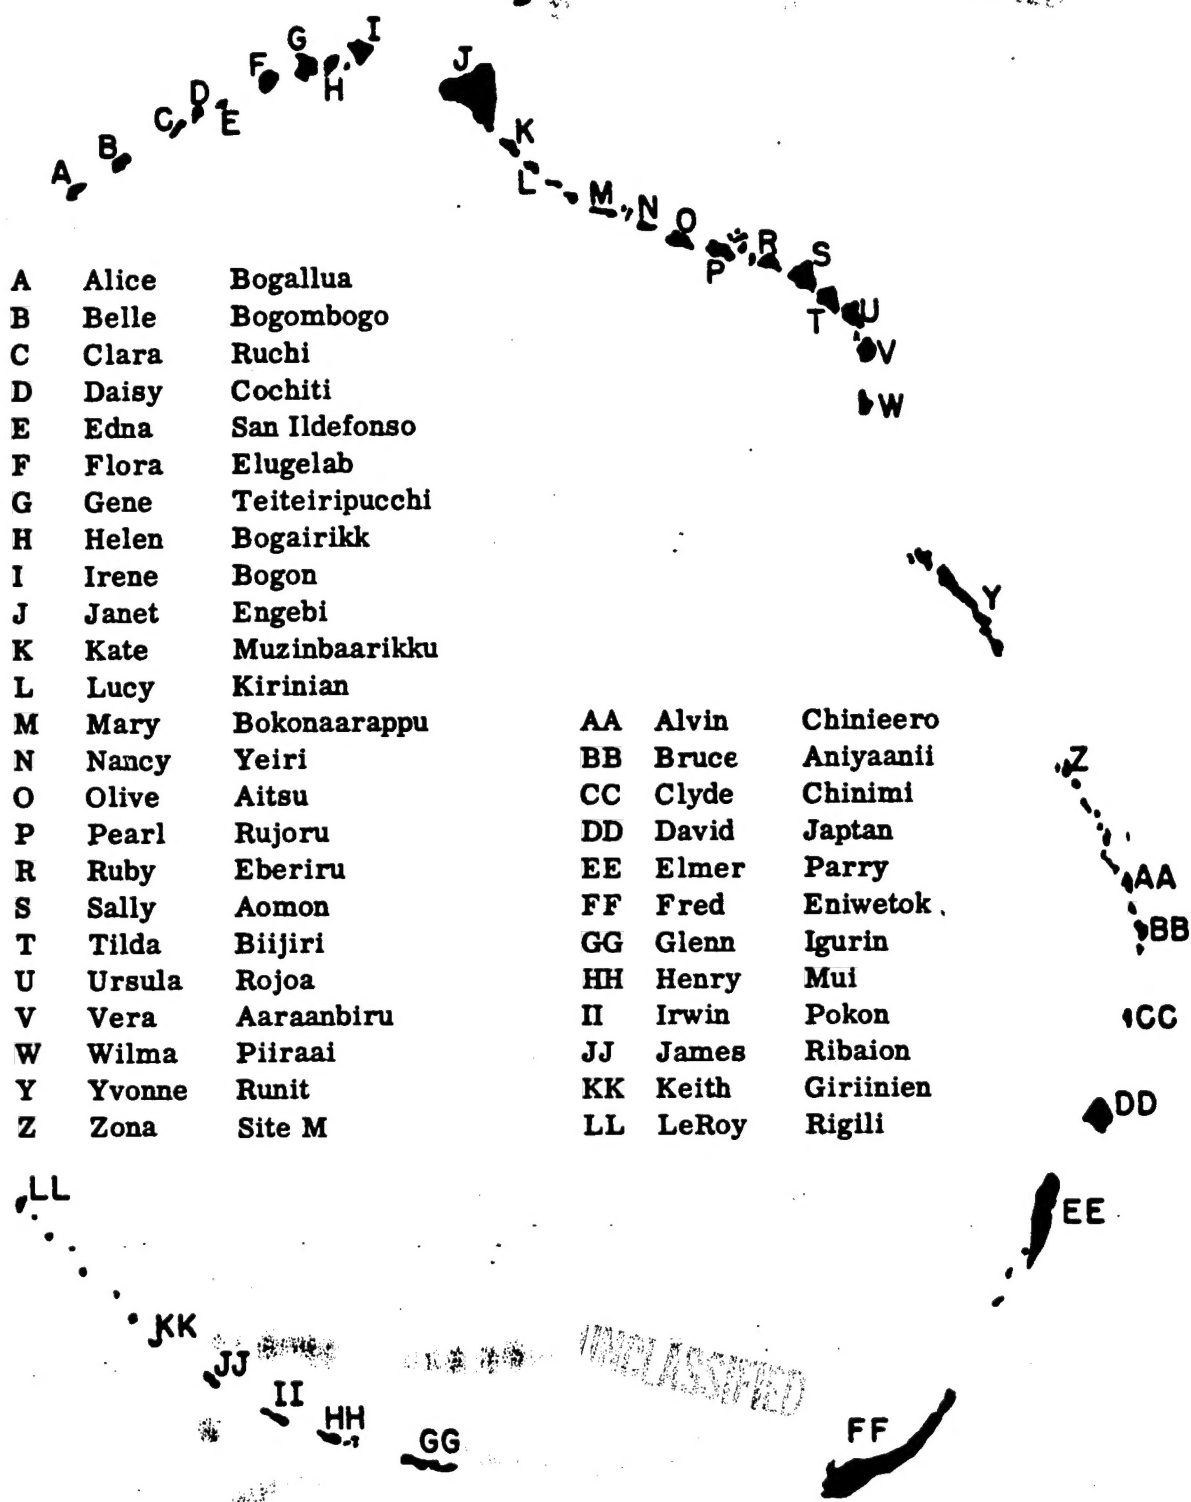 I
G
F
H
J
D
E
C
K
B
A
L
M
N
O
R
S
P
T
U
V
W
A Alice Bogallua
B Belle Bogombogo
C Clara Ruchi
D Daisy Cochiti
E Edna San Ildefonso
F Flora Elugelab
G Gene Teiteiripucchi
H Helen Bogairikk
I Irene Bogon
J Janet Engebi
K Kate Muzinbaarikku
L Lucy Kirinian
M Mary Bokonaarappu
N Nancy Yeiri
O Olive Aitsu
P Pearl Rujoru
R Ruby Eberiru
S Sally Aomon
T Tilda Biijiri
U Ursula Rojoa
V Vera Aaraanbiru
W Wilma Piiraai
Y Yvonne Runit
Z Zona Site M
Y
AA Alvin Chinieero
BB Bruce Aniyaanii
CC Clyde Chinimi
DD David Japtan
EE Elmer Parry
FF Fred Eniwetok
GG Glenn Igurin
HH Henry Mui
II Irwin Pokon
JJ James Ribaion
KK Keith Giriinien
LL LeRoy Rigili
Z
AA
BB
CC
DD
EE
LL
KK
JJ
II
HH
GG
FF
UNCLASSIFIED